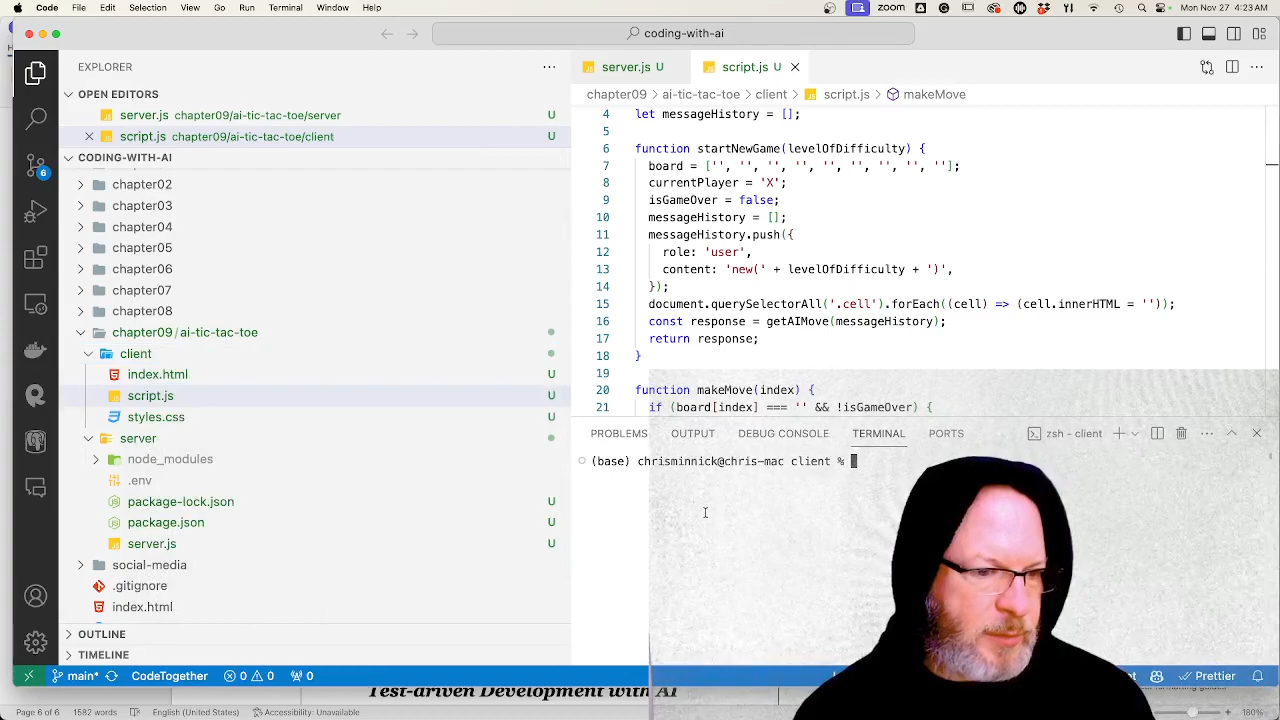 Script Client File Edit Go Run Terminal Window Help
zoom
Mon Nov 27 4:23 AM
coding-with-ai
EXPLORER
OPEN EDITORS
server.js chapter09/ai-tic-tac-toe/server U
script.js chapter09/ai-tic-tac-toe/client U
CODING-WITH-AI
chapter02
chapter03
chapter04
chapter05
chapter06
chapter07
chapter08
chapter09 / ai-tic-tac-toe
client
index.html U
script.js U
styles.css U
server
node_modules
.env
package-lock.json U
package.json U
server.js U
social-media
.gitignore
index.html
OUTLINE
TIMELINE
6
server.js U
script.js U
chapter09 > ai-tic-tac-toe > client > JS script.js > makeMove
4 let messageHistory = [];
5
6 function startNewGame(levelOfDifficulty) {
7 board = ['', '', '', '', '', '', '', '', ''];
8 currentPlayer = 'X';
9 isGameOver = false;
10 messageHistory = [];
11 messageHistory.push({
12 role: 'user',
13 content: 'new(' + levelOfDifficulty + ')',
14 });
15 document.querySelectorAll('.cell').forEach((cell) => (cell.innerHTML = ''));
16 const response = getAIMove(messageHistory);
17 return response;
18 }
19
20 function makeMove(index) {
21 if (board[index] === '' && !isGameOver) {
PROBLEMS OUTPUT DEBUG CONSOLE TERMINAL PORTS
zsh - client
(base) chrisminnick@chris-mac client %
main* CodeTogether 0 0 0
Prettier
Test-driven Development with AI
Page 6 of 6 1582 words English (United States) Accessibility: Unavailable
180%